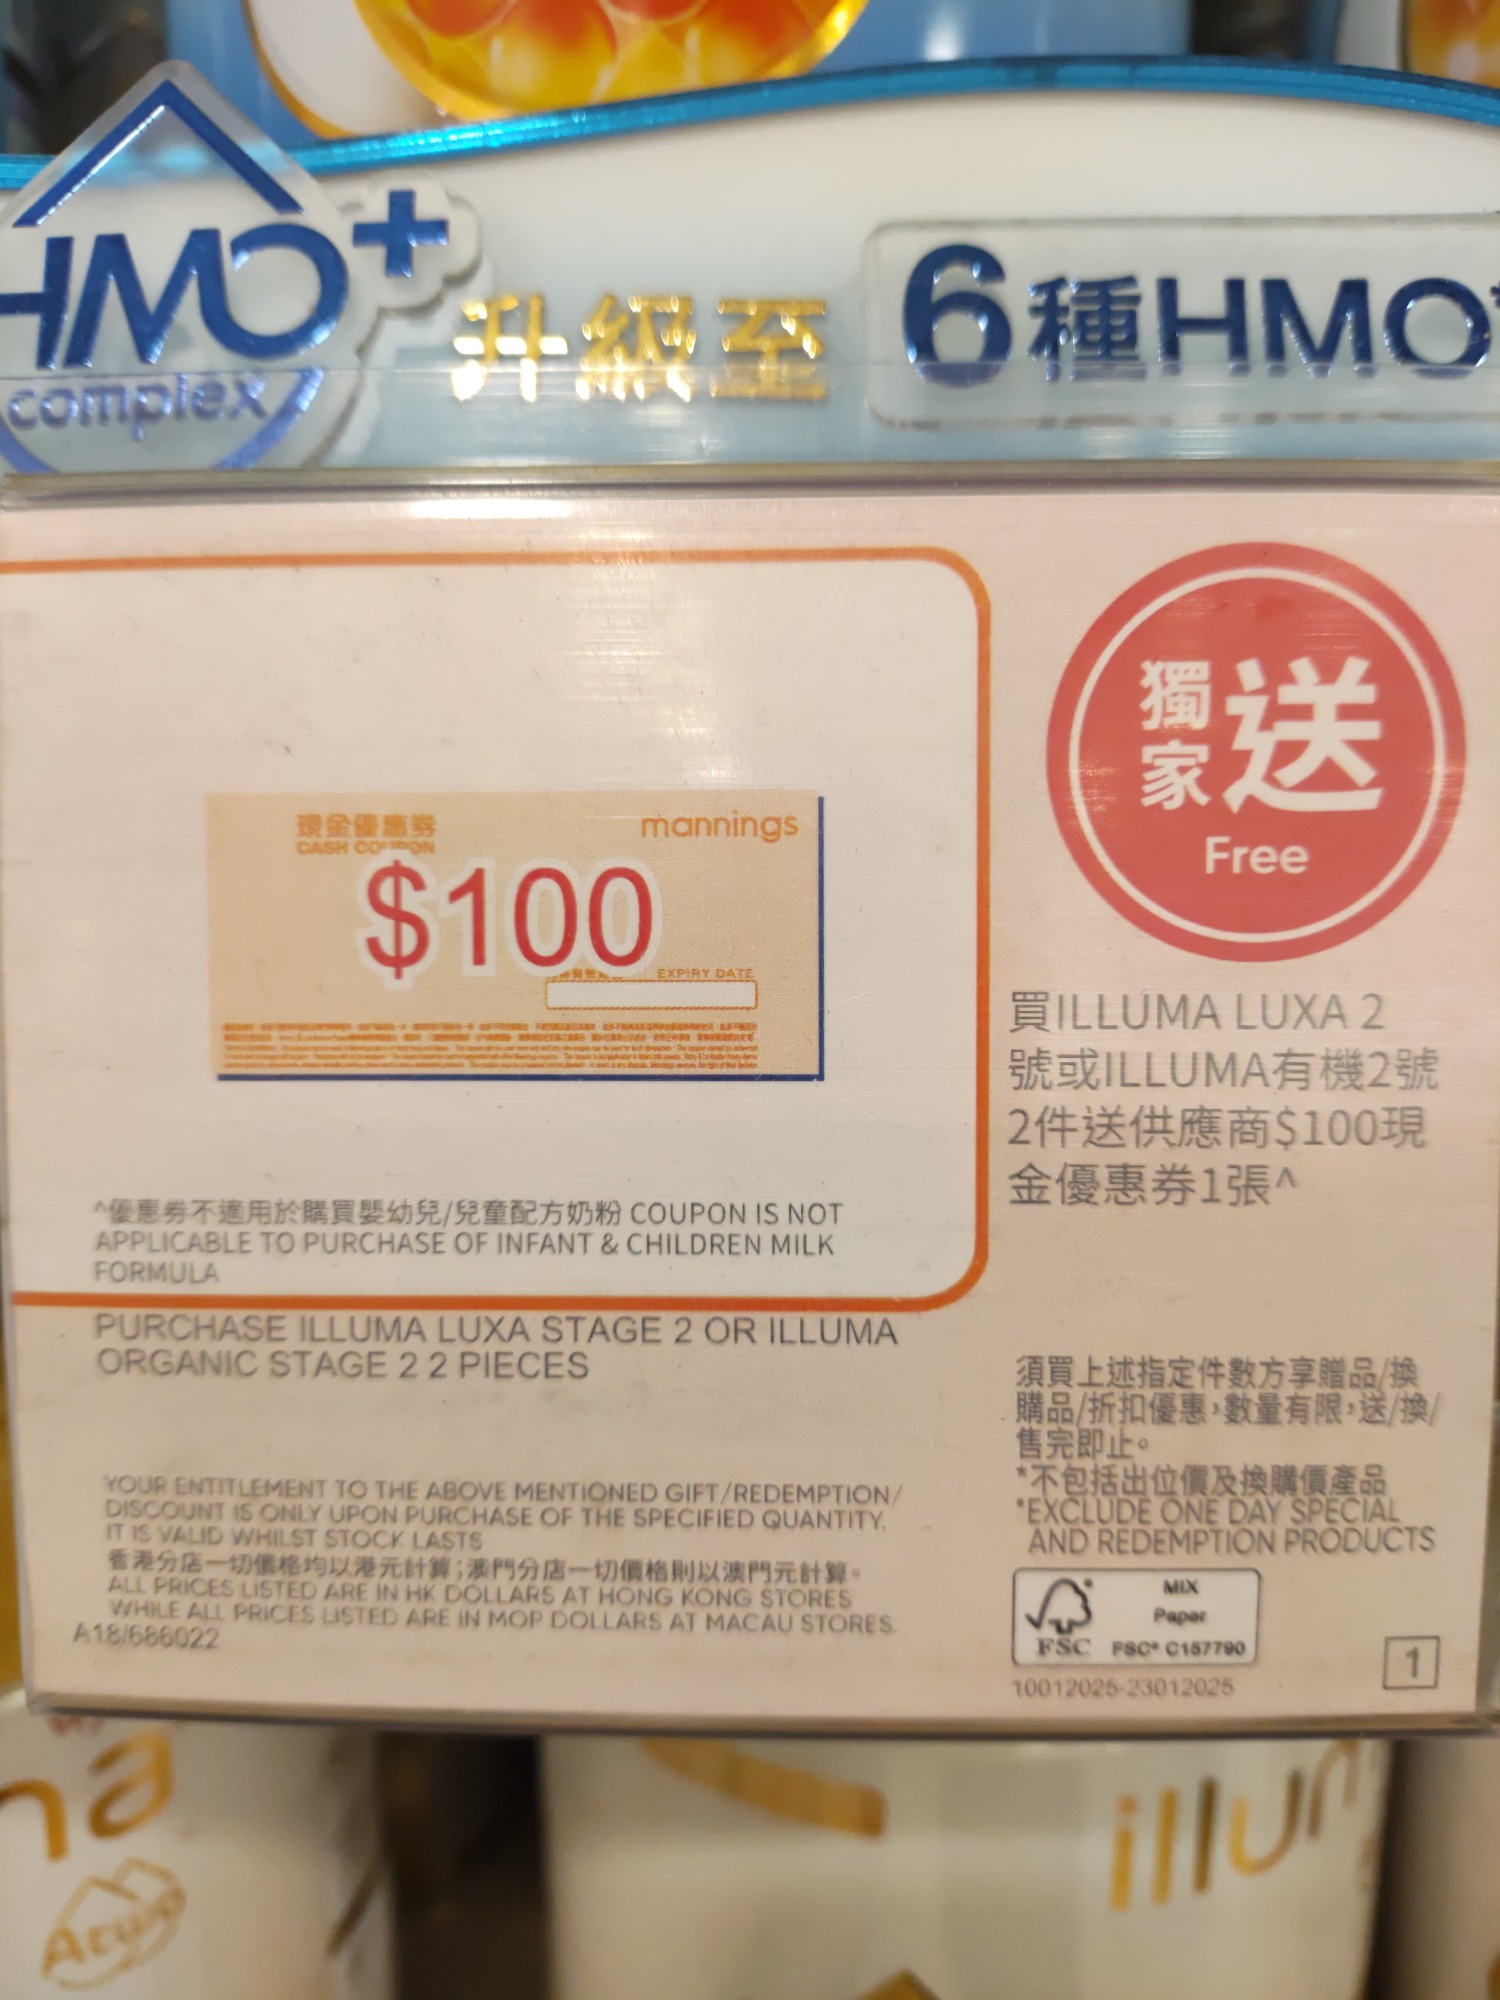 HMO+
complex
升級至 6種HMO*
現金優惠券
CASH COUPON
mannings
$100
EXPIRY DATE
獨家送
Free
買ILLUMA LUXA 2
號或ILLUMA有機2號
2件送供應商$100現
金優惠券1張^
^優惠券不適用於購買嬰幼兒/兒童配方奶粉 COUPON IS NOT
APPLICABLE TO PURCHASE OF INFANT & CHILDREN MILK
FORMULA
PURCHASE ILLUMA LUXA STAGE 2 OR ILLUMA
ORGANIC STAGE 2 2 PIECES
須買上述指定件數方享贈品/換
購品/折扣優惠,數量有限,送/換/
售完即止。
*不包括出位價及換購價產品
*EXCLUDE ONE DAY SPECIAL
AND REDEMPTION PRODUCTS
YOUR ENTITLEMENT TO THE ABOVE MENTIONED GIFT/REDEMPTION/
DISCOUNT IS ONLY UPON PURCHASE OF THE SPECIFIED QUANTITY.
IT IS VALID WHILST STOCK LASTS
香港分店一切價格均以港元計算;澳門分店一切價格則以澳門元計算。
ALL PRICES LISTED ARE IN HK DOLLARS AT HONG KONG STORES
WHILE ALL PRICES LISTED ARE IN MOP DOLLARS AT MACAU STORES.
A18/686022
FSC
MIX
Paper
FSC® C157790
10012025-23012025
1
na
illum